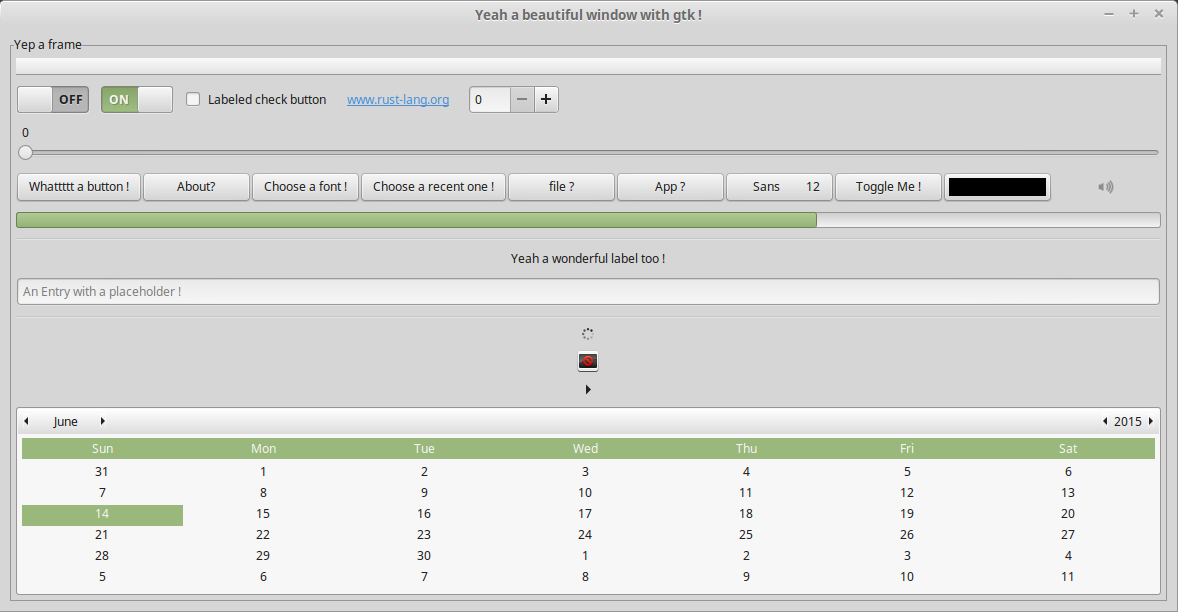 Yeah a beautiful window with gtk !
Yep a frame
OFF ON Labeled check button www.rust-lang.org 0
0
Whattttt a button ! About? Choose a font ! Choose a recent one ! file ? App ? Sans 12 Toggle Me !
Yeah a wonderful label too !
An Entry with a placeholder !
June 2015
Sun Mon Tue Wed Thu Fri Sat
31 1 2 3 4 5 6
7 8 9 10 11 12 13
14 15 16 17 18 19 20
21 22 23 24 25 26 27
28 29 30 1 2 3 4
5 6 7 8 9 10 11